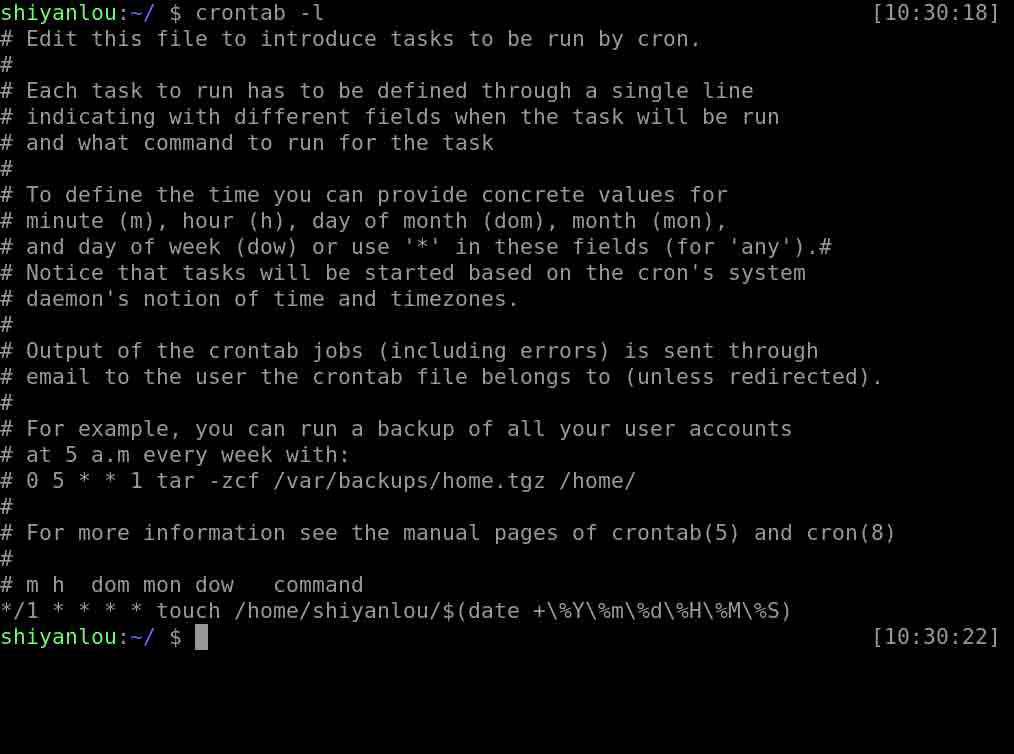 shiyanlou:~/ $ crontab -l [10:30:18]
# Edit this file to introduce tasks to be run by cron.
#
# Each task to run has to be defined through a single line
# indicating with different fields when the task will be run
# and what command to run for the task
#
# To define the time you can provide concrete values for
# minute (m), hour (h), day of month (dom), month (mon),
# and day of week (dow) or use '*' in these fields (for 'any').#
# Notice that tasks will be started based on the cron's system
# daemon's notion of time and timezones.
#
# Output of the crontab jobs (including errors) is sent through
# email to the user the crontab file belongs to (unless redirected).
#
# For example, you can run a backup of all your user accounts
# at 5 a.m every week with:
# 0 5 * * 1 tar -zcf /var/backups/home.tgz /home/
#
# For more information see the manual pages of crontab(5) and cron(8)
#
# m h  dom mon dow   command
*/1 * * * * touch /home/shiyanlou/$(date +\%Y\%m\%d\%H\%M\%S)
shiyanlou:~/ $ [10:30:22]